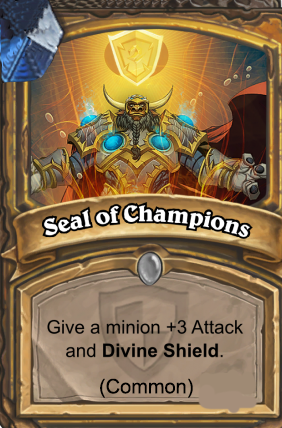 Seal of Champions
Give a minion +3 Attack
and Divine Shield.
(Common)